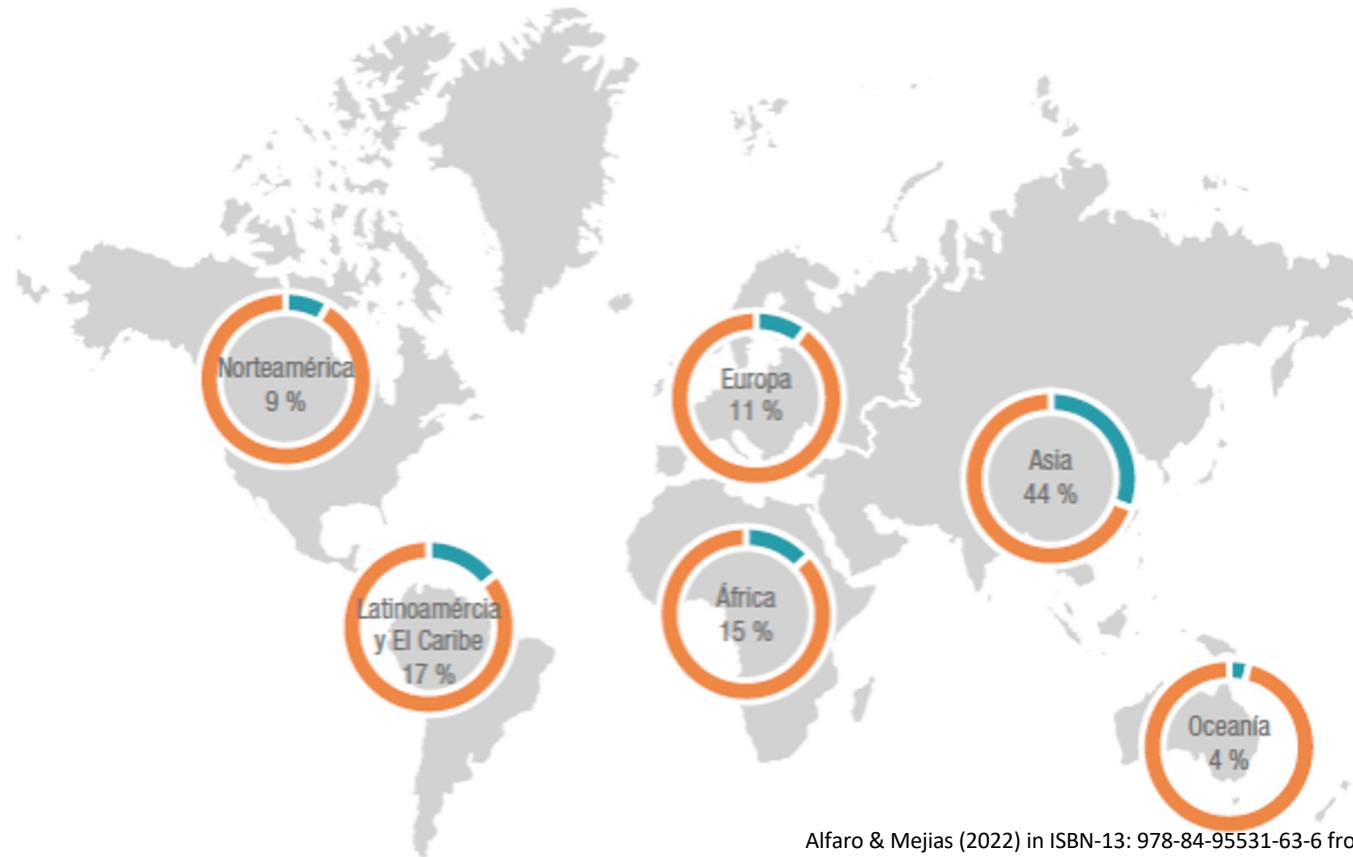 Norteamérica
9 %
Europa
11 %
Asia
44 %
Latinoamércia
y El Caribe
17 %
África
15 %
Oceanía
4 %
Alfaro & Mejias (2022) in ISBN-13: 978-84-95531-63-6 fro